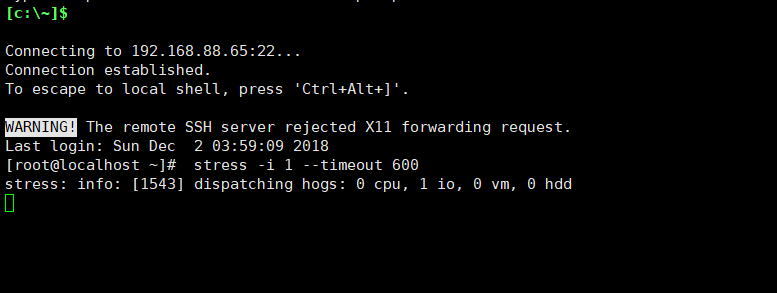 [c:\~]$
Connecting to 192.168.88.65:22...
Connection established.
To escape to local shell, press 'Ctrl+Alt+]'.
WARNING! The remote SSH server rejected X11 forwarding request.
Last login: Sun Dec  2 03:59:09 2018
[root@localhost ~]#  stress -i 1 --timeout 600
stress: info: [1543] dispatching hogs: 0 cpu, 1 io, 0 vm, 0 hdd